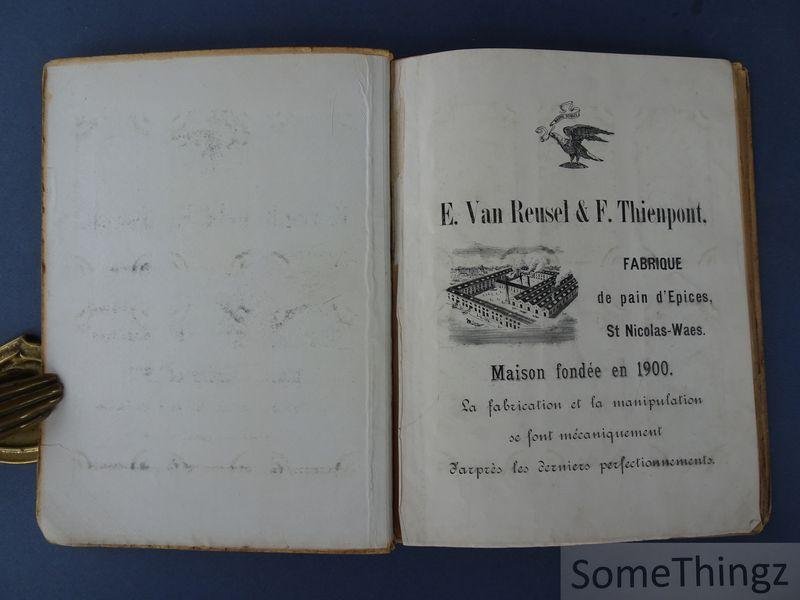 E. Van Reusel & F. Thienpont.
FABRIQUE
de pain d'Epices,
St Nicolas-Waes.
Maison fondée en 1900.
La fabrication et la manipulation
se font mécaniquement
d'après les derniers perfectionnements.
SomeThingz